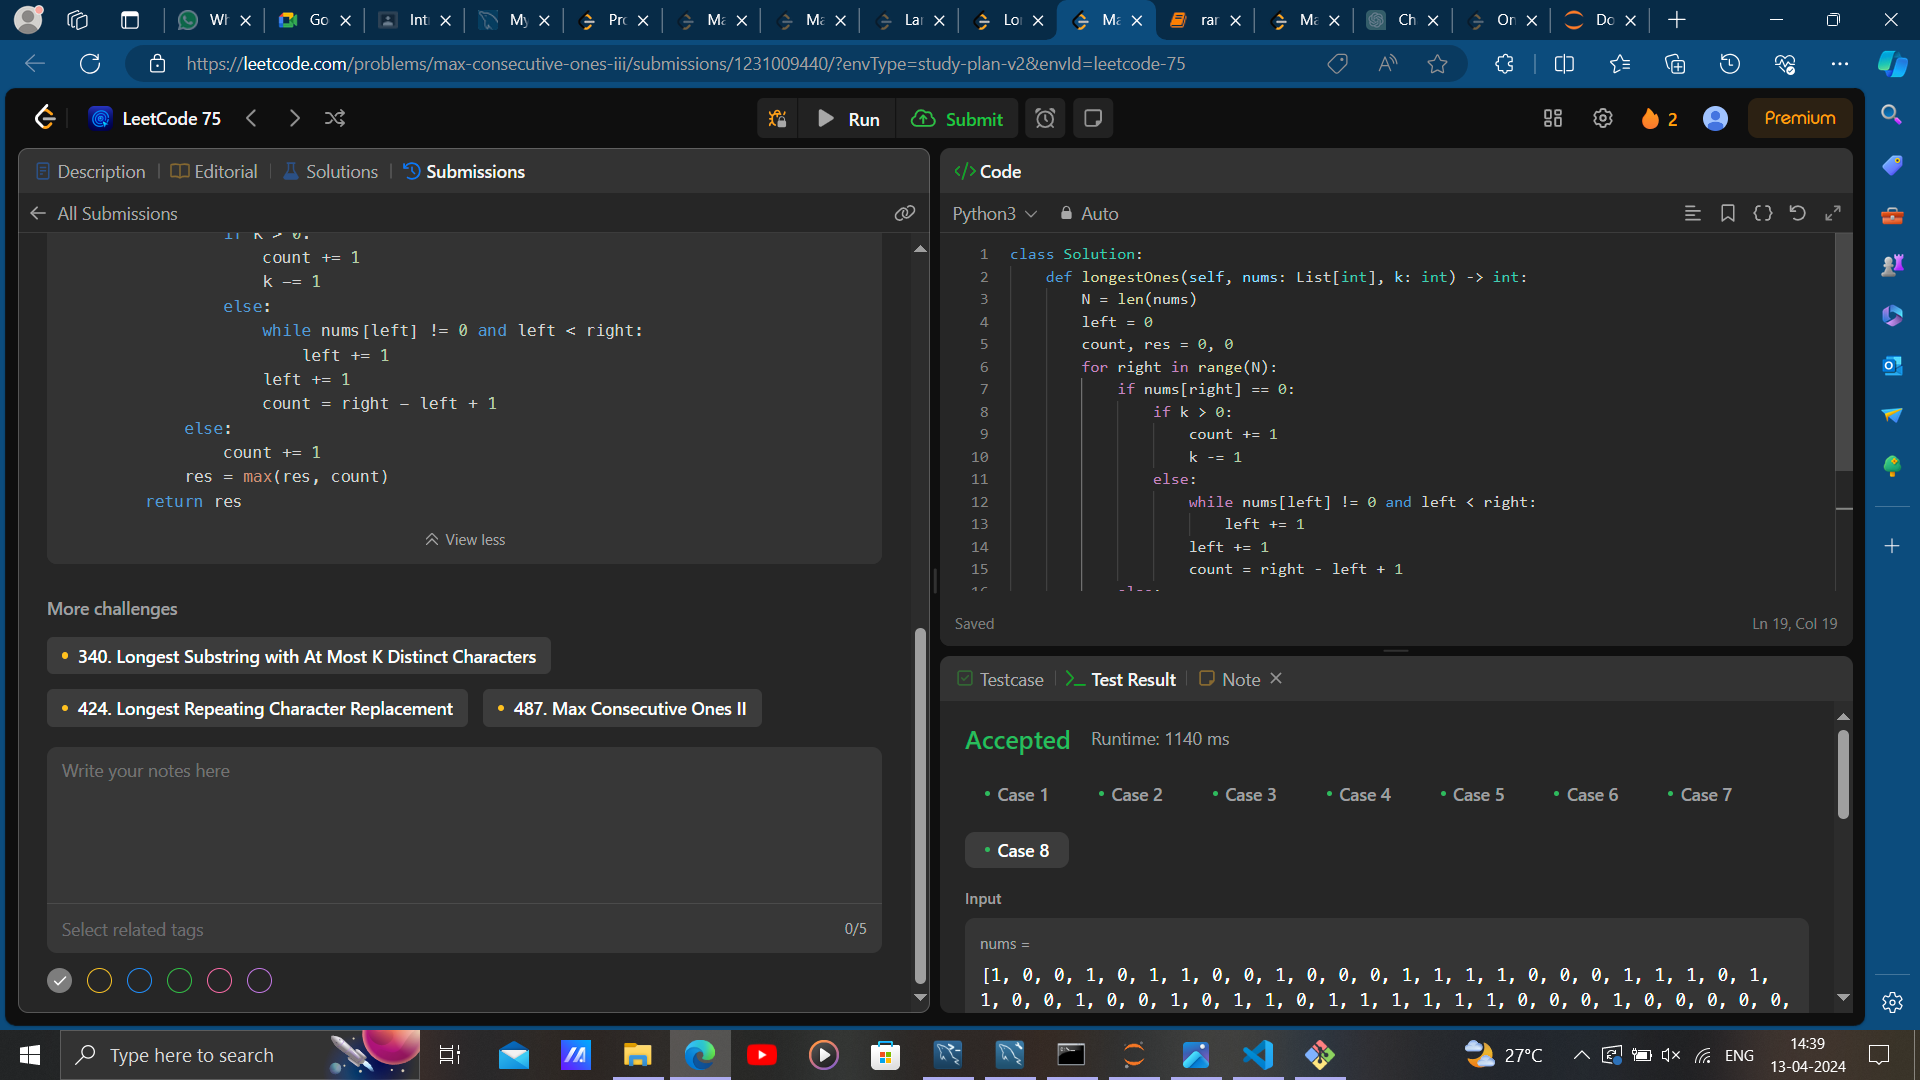 Wh
Go
Int
My
Pro
Ma
Ma
Lar
Lor
Ma
rar
Ma
Ch
On
Do
https://leetcode.com/problems/max-consecutive-ones-iii/submissions/1231009440/?envType=study-plan-v2&envId=leetcode-75
LeetCode 75
Run
Submit
2
Premium
Description
Editorial
Solutions
Submissions
All Submissions
if k > 0:
count += 1
k -= 1
else:
while nums[left] != 0 and left < right:
left += 1
left += 1
count = right - left + 1
else:
count += 1
res = max(res, count)
return res
View less
More challenges
340. Longest Substring with At Most K Distinct Characters
424. Longest Repeating Character Replacement
487. Max Consecutive Ones II
Write your notes here
Select related tags
0/5
Code
Python3
Auto
1 class Solution:
2 def longestOnes(self, nums: List[int], k: int) -> int:
3 N = len(nums)
4 left = 0
5 count, res = 0, 0
6 for right in range(N):
7 if nums[right] == 0:
8 if k > 0:
9 count += 1
10 k -= 1
11 else:
12 while nums[left] != 0 and left < right:
13 left += 1
14 left += 1
15 count = right - left + 1
16 else:
Saved
Ln 19, Col 19
Testcase
Test Result
Note
Accepted
Runtime: 1140 ms
Case 1
Case 2
Case 3
Case 4
Case 5
Case 6
Case 7
Case 8
Input
nums =
[1, 0, 0, 1, 0, 1, 1, 0, 0, 1, 0, 0, 0, 1, 1, 1, 1, 0, 0, 0, 1, 1, 1, 0, 1,
1, 0, 0, 1, 0, 0, 1, 0, 1, 1, 0, 1, 1, 1, 1, 1, 1, 0, 0, 0, 1, 0, 0, 0, 0, 0,
Type here to search
27°C
ENG
14:39
13-04-2024